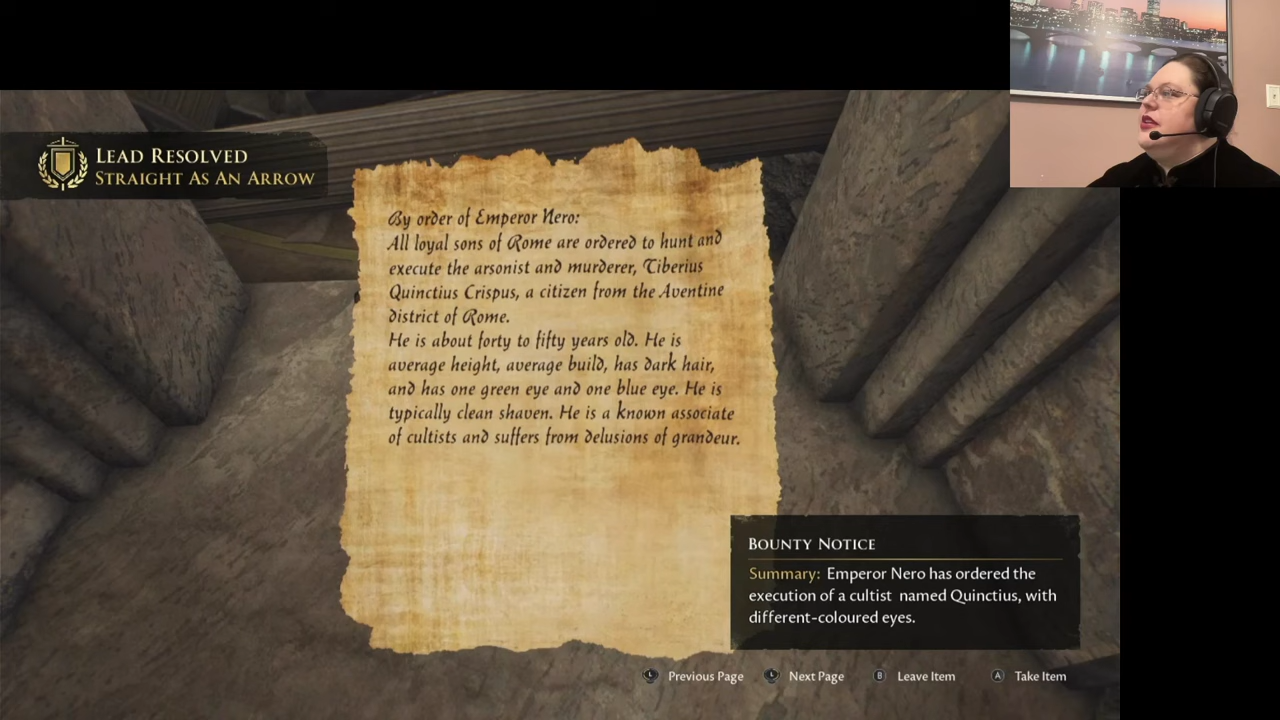 LEAD RESOLVED
STRAIGHT AS AN ARROW
By order of Emperor Nero:
All loyal sons of Rome are ordered to hunt and
execute the arsonist and murderer, Tiberius
Quinctius Crispus, a citizen from the Aventine
district of Rome.
He is about forty to fifty years old. He is
average height, average build, has dark hair,
and has one green eye and one blue eye. He is
typically clean shaven. He is a known associate
of cultists and suffers from delusions of grandeur.
BOUNTY NOTICE
Summary: Emperor Nero has ordered the
execution of a cultist named Quinctius, with
different-coloured eyes.
L Previous Page L Next Page B Leave Item A Take Item